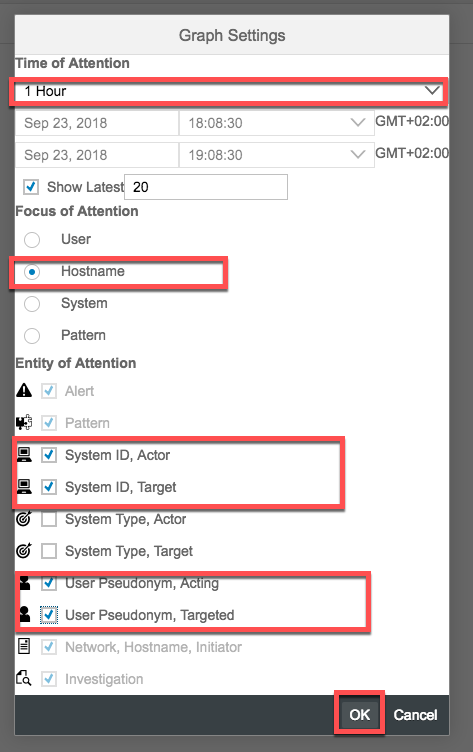 Graph Settings
Time of Attention
1 Hour
Sep 23, 2018 18:08:30 GMT+02:00
Sep 23, 2018 19:08:30 GMT+02:00
Show Latest 20
Focus of Attention
User
Hostname
System
Pattern
Entity of Attention
Alert
Pattern
System ID, Actor
System ID, Target
System Type, Actor
System Type, Target
User Pseudonym, Acting
User Pseudonym, Targeted
Network, Hostname, Initiator
Investigation
OK Cancel